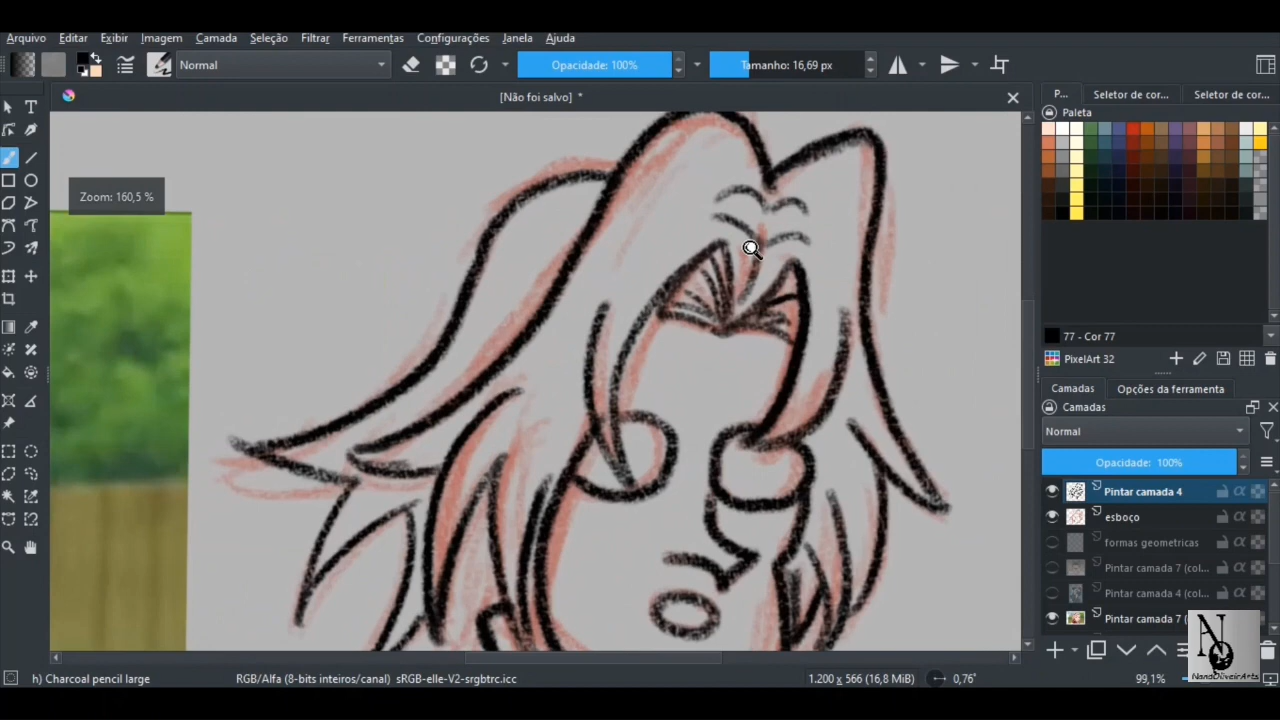 Arquivo Editar Exibir Imagem Camada Seleção Filtrar Ferramentas Configurações Janela Ajuda
Normal Opacidade: 100% Tamanho: 16,69 px
[Não foi salvo] *
P... Seletor de cor... Seletor de cor...
Paleta
Zoom: 160,5 %
77 - Cor 77
PixelArt 32
Camadas Opções da ferramenta
Camadas
Normal
Opacidade: 100%
Pintar camada 4
esboço
formas geometricas
Pintar camada 7 (col...
Pintar camada 4 (col...
Pintar camada 7 (
NandOliveirArts
h) Charcoal pencil large RGB/Alfa (8-bits inteiros/canal) sRGB-elle-V2-srgbtrc.icc 1.200 x 566 (16,8 MiB) 0,76° 99,1%